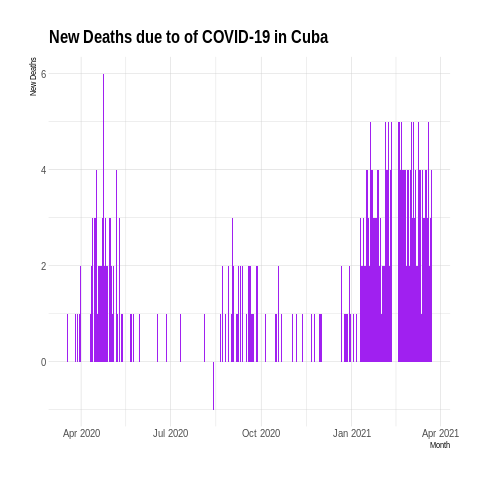 New Deaths due to of COVID-19 in Cuba
New Deaths
6
4
2
0
Apr 2020 Jul 2020 Oct 2020 Jan 2021 Apr 2021
Month